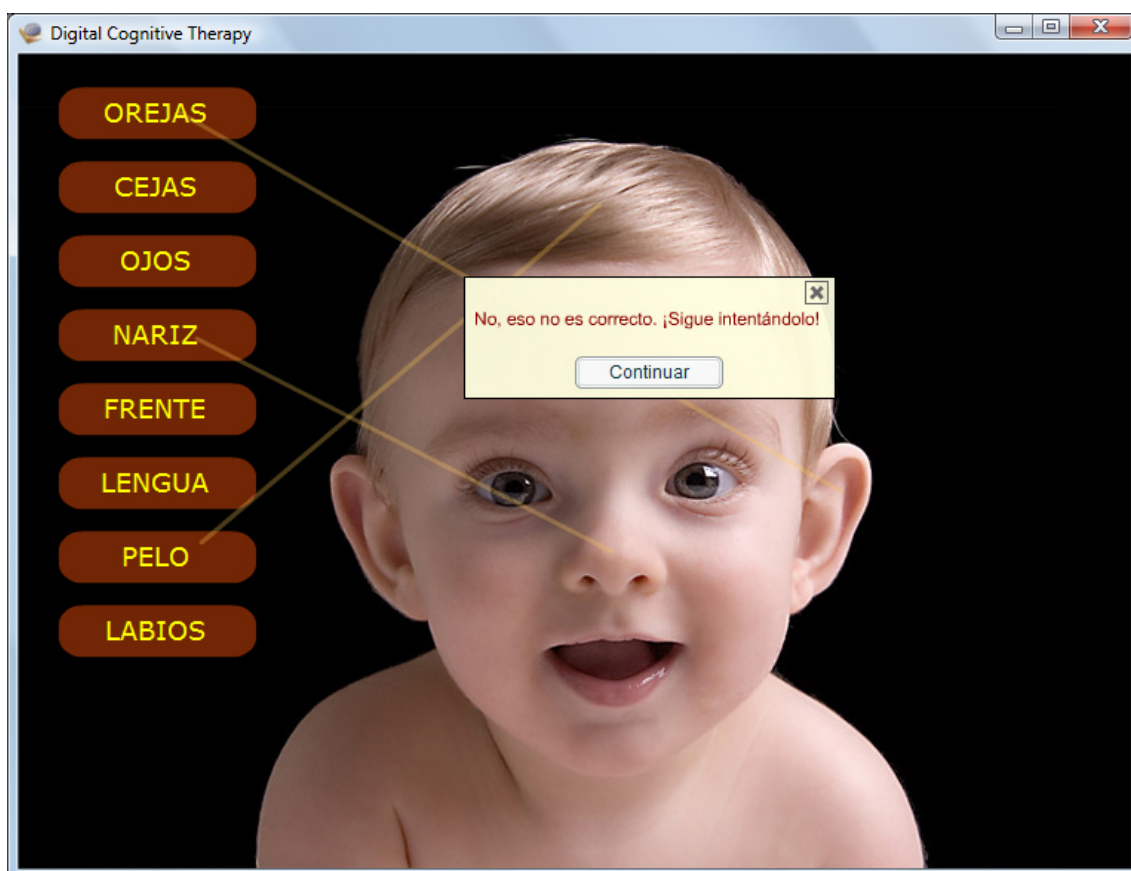 Digital Cognitive Therapy
OREJAS
CEJAS
OJOS
NARIZ
FRENTE
LENGUA
PELO
LABIOS
No, eso no es correcto. ¡Sigue intentándolo!
Continuar